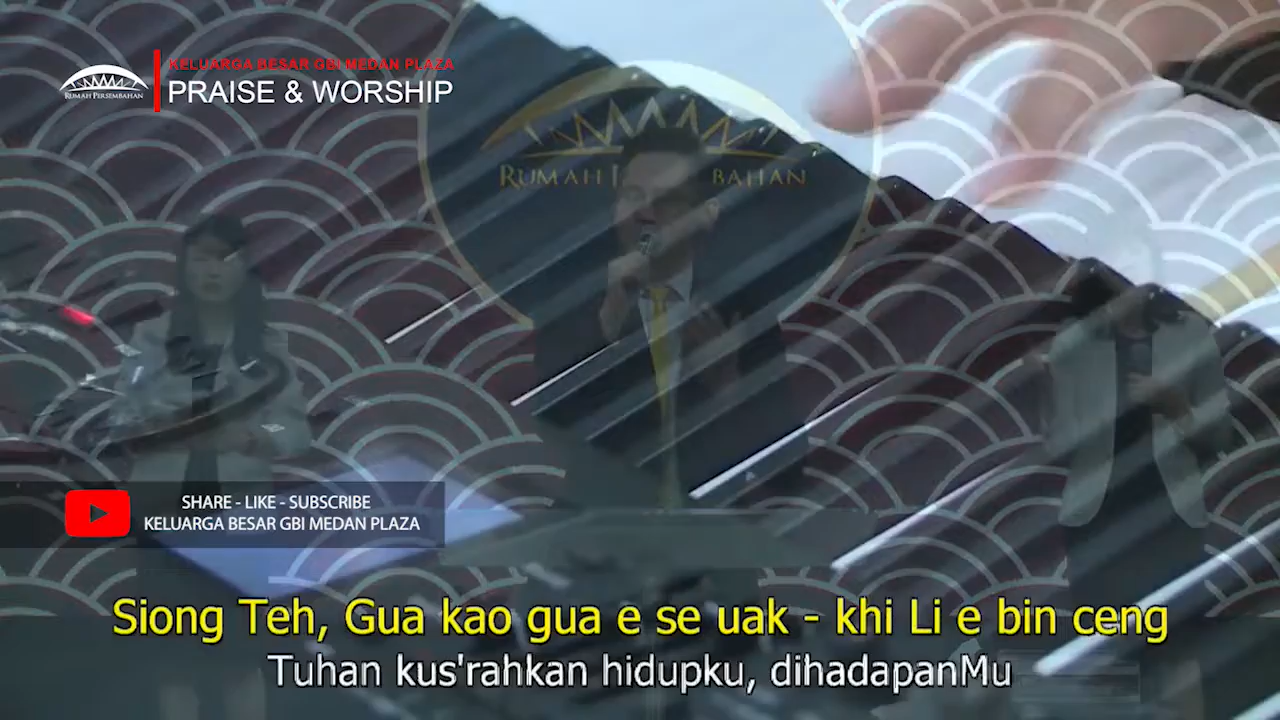 KELUARGA BESAR GBI MEDAN PLAZA
PRAISE & WORSHIP
RUMAH PERSEMBAHAN
RUMAH BAHAN
SHARE - LIKE - SUBSCRIBE
KELUARGA BESAR GBI MEDAN PLAZA
Siong Teh, Gua kao gua e se uak - khi Li e bin ceng
Tuhan kus'rahkan hidupku, dihadapanMu